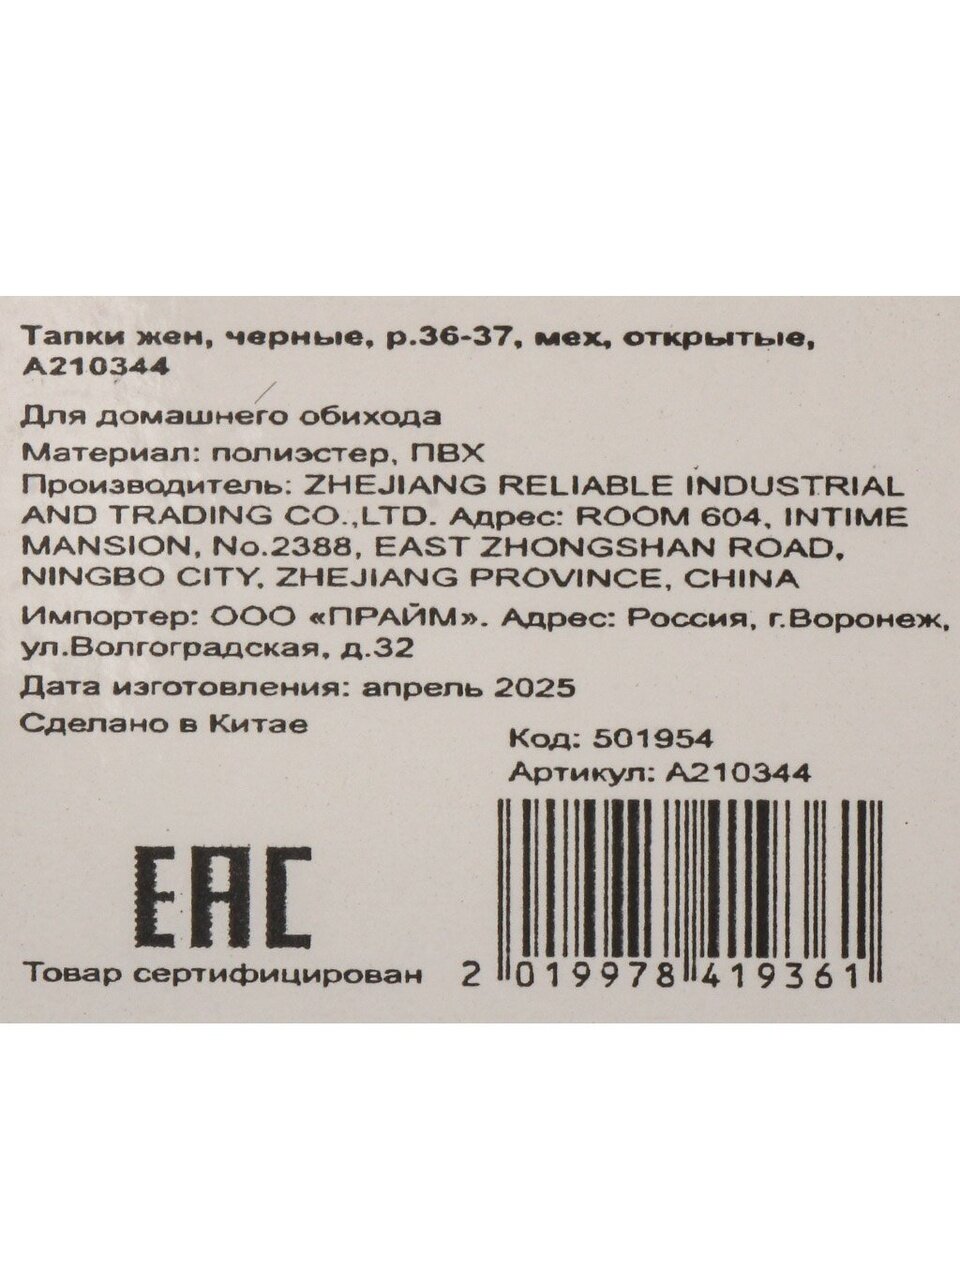 Тапки жен, черные, р.36-37, мех, открытые,
А210344
Для домашнего обихода
Материал: полиэстер, ПВХ
Производитель: ZHEJIANG RELIABLE INDUSTRIAL
AND TRADING CO.,LTD. Адрес: ROOM 604, INTIME
MANSION, No.2388, EAST ZHONGSHAN ROAD,
NINGBO CITY, ZHEJIANG PROVINCE, CHINA
Импортер: ООО «ПРАЙМ». Адрес: Россия, г.Воронеж,
ул.Волгоградская, д.32
Дата изготовления: апрель 2025
Сделано в Китае
Код: 501954
Артикул: А210344
EAC
Товар сертифицирован
2 019978 419361